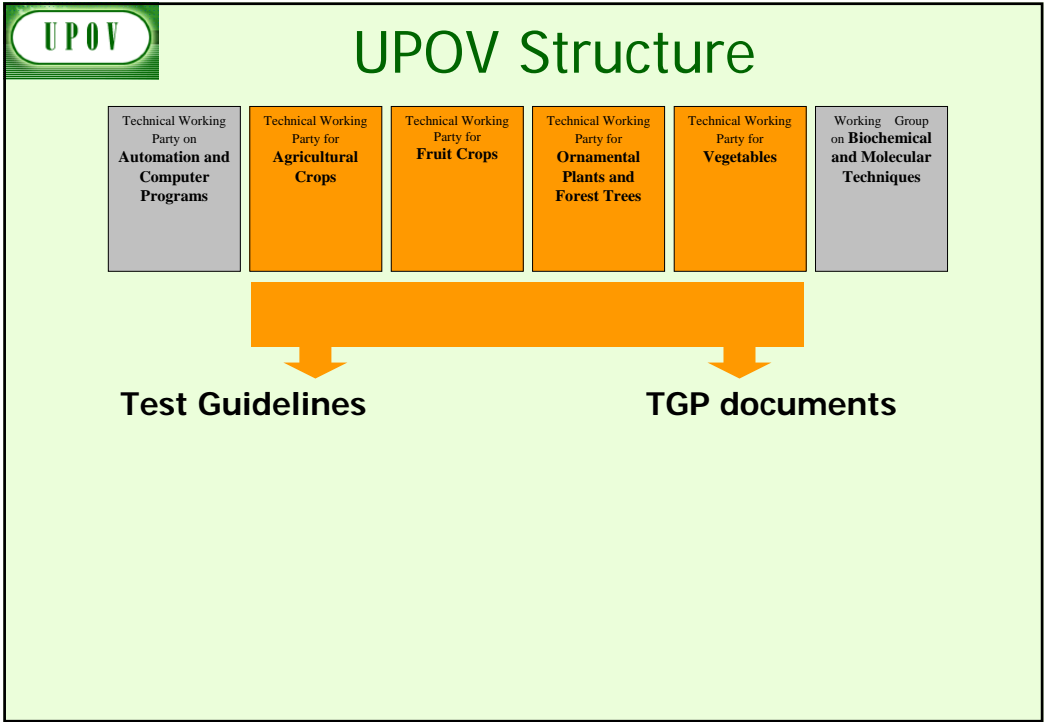 UPOV
UPOV Structure
Technical Working
Party on
Automation and
Computer
Programs
Technical Working
Party for
Agricultural
Crops
Technical Working
Party for
Fruit Crops
Technical Working
Party for
Ornamental
Plants and
Forest Trees
Technical Working
Party for
Vegetables
Working Group
on Biochemical
and Molecular
Techniques
Test Guidelines
TGP documents